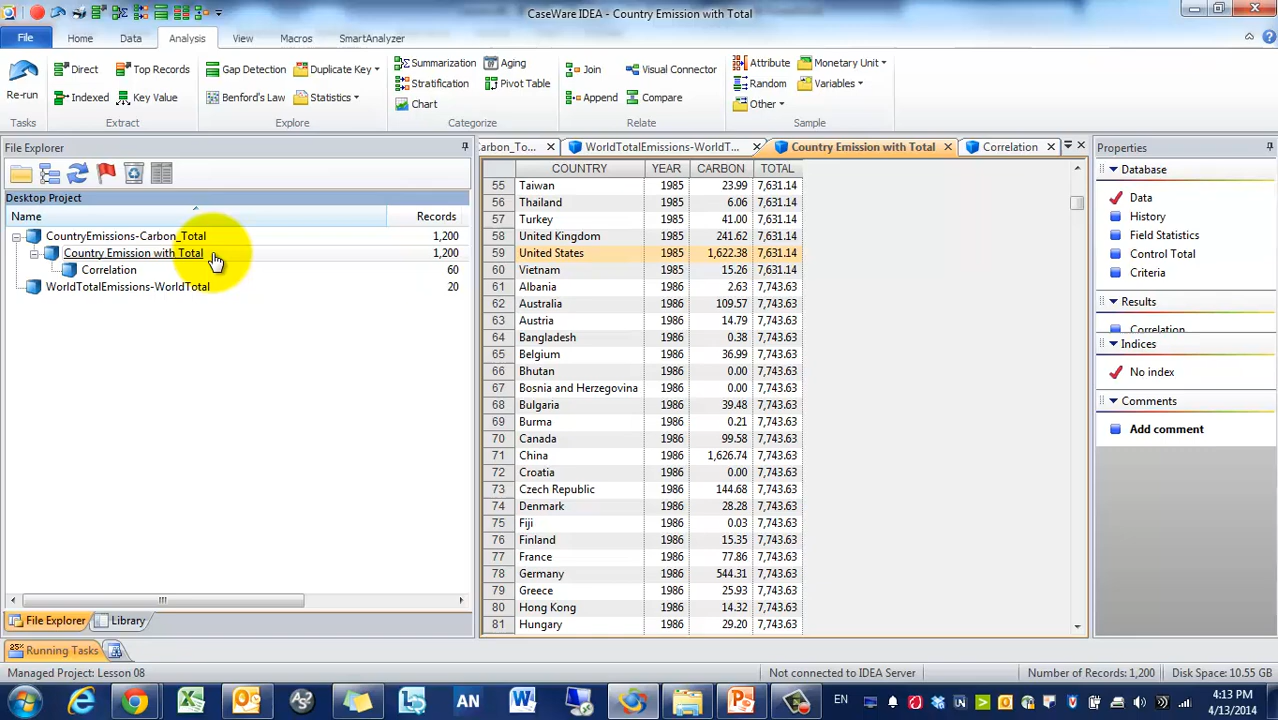 CaseWare IDEA - Country Emission with Total
File Home Data Analysis View Macros SmartAnalyzer
Re-run
Tasks
Direct Top Records
Indexed Key Value
Extract
Gap Detection Duplicate Key
Benford's Law Statistics
Explore
Summarization Aging
Stratification Pivot Table
Chart
Categorize
Join Visual Connector
Append Compare
Relate
Attribute Monetary Unit
Random Variables
Other
Sample
File Explorer
Desktop Project
Name Records
CountryEmissions-Carbon_Total 1,200
Country Emission with Total 1,200
Correlation 60
WorldTotalEmissions-WorldTotal 20
File Explorer Library
Running Tasks
Carbon_To... WorldTotalEmissions-WorldT... Country Emission with Total Correlation
COUNTRY YEAR CARBON TOTAL
55 Taiwan 1985 23.99 7,631.14
56 Thailand 1985 6.06 7,631.14
57 Turkey 1985 41.00 7,631.14
58 United Kingdom 1985 241.62 7,631.14
59 United States 1985 1,622.38 7,631.14
60 Vietnam 1985 15.26 7,631.14
61 Albania 1986 2.63 7,743.63
62 Australia 1986 109.57 7,743.63
63 Austria 1986 14.79 7,743.63
64 Bangladesh 1986 0.38 7,743.63
65 Belgium 1986 36.99 7,743.63
66 Bhutan 1986 0.00 7,743.63
67 Bosnia and Herzegovina 1986 0.00 7,743.63
68 Bulgaria 1986 39.48 7,743.63
69 Burma 1986 0.21 7,743.63
70 Canada 1986 99.58 7,743.63
71 China 1986 1,626.74 7,743.63
72 Croatia 1986 0.00 7,743.63
73 Czech Republic 1986 144.68 7,743.63
74 Denmark 1986 28.28 7,743.63
75 Fiji 1986 0.03 7,743.63
76 Finland 1986 15.35 7,743.63
77 France 1986 77.86 7,743.63
78 Germany 1986 544.31 7,743.63
79 Greece 1986 25.93 7,743.63
80 Hong Kong 1986 14.32 7,743.63
81 Hungary 1986 29.20 7,743.63
Properties
Database
Data
History
Field Statistics
Control Total
Criteria
Results
Correlation
Indices
No index
Comments
Add comment
Managed Project: Lesson 08 Not connected to IDEA Server Number of Records: 1,200 Disk Space: 10.55 GB
AN EN 4:13 PM
4/13/2014